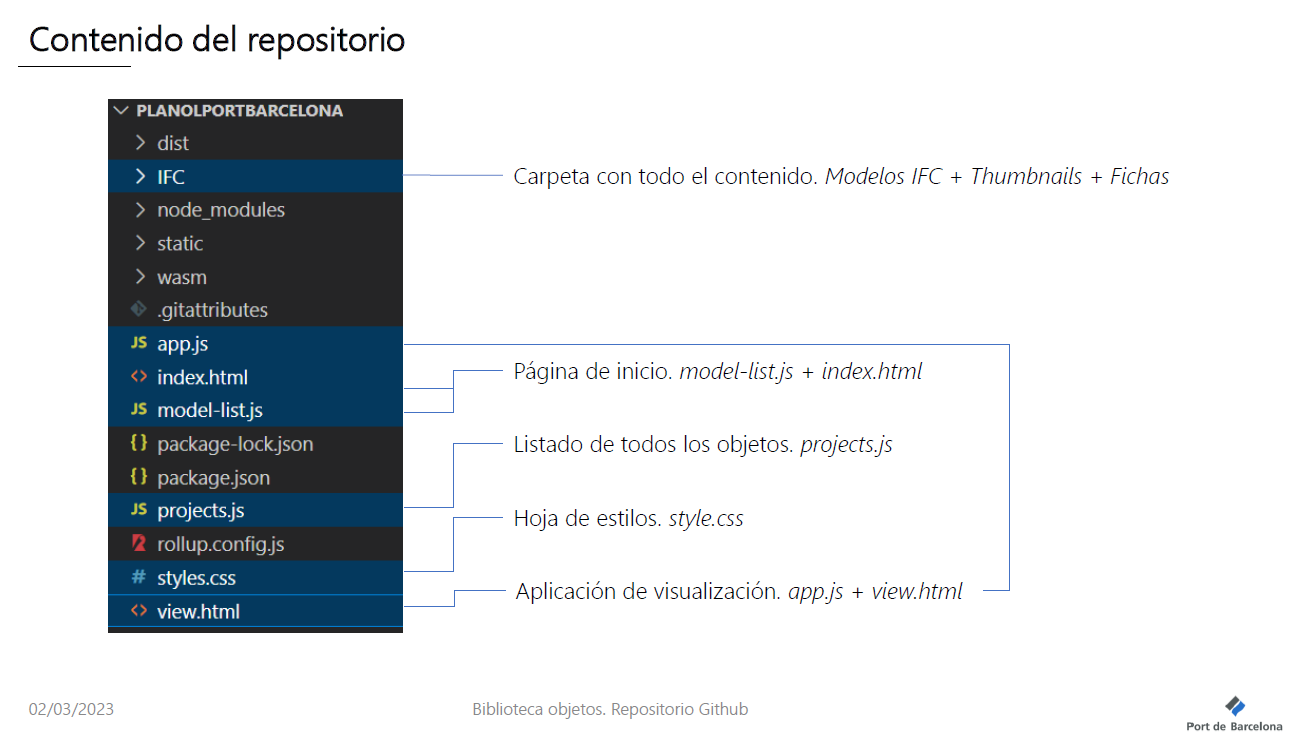 Contenido del repositorio
PLANOLPORTBARCELONA
dist
IFC
node_modules
static
wasm
.gitattributes
app.js
index.html
model-list.js
package-lock.json
package.json
projects.js
rollup.config.js
styles.css
view.html
Carpeta con todo el contenido. Modelos IFC + Thumbnails + Fichas
Página de inicio. model-list.js + index.html
Listado de todos los objetos. projects.js
Hoja de estilos. style.css
Aplicación de visualización. app.js + view.html
02/03/2023
Biblioteca objetos. Repositorio Github
Port de Barcelona